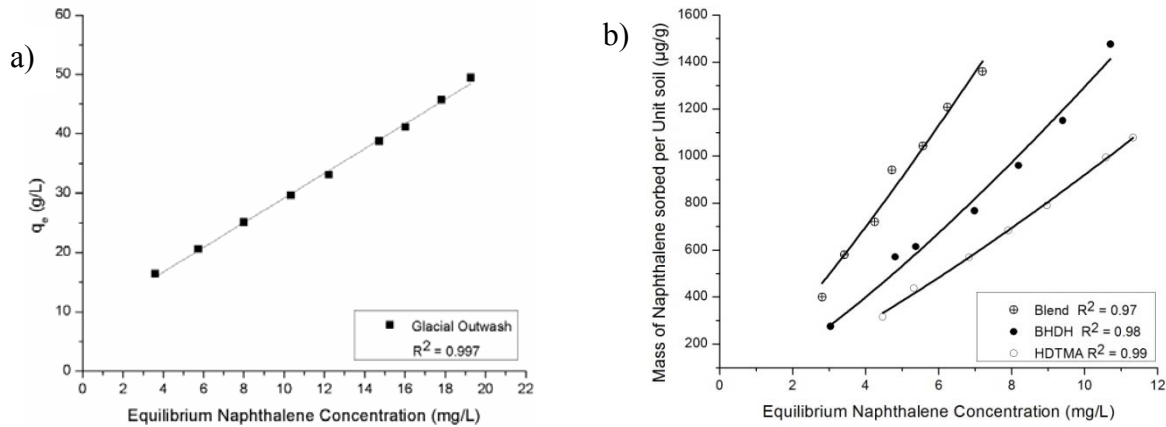 a)
qe (g/L)
60
50
40
30
20
10
0
0 2 4 6 8 10 12 14 16 18 20 22
Equilibrium Naphthalene Concentration (mg/L)
Glacial Outwash
R2 = 0.997
b)
Mass of Naphthalene sorbed per Unit soil (µg/g)
1600
1400
1200
1000
800
600
400
200
0 2 4 6 8 10 12
Equilibrium Naphthalene Concentration (mg/L)
Blend R2 = 0.97
BHDH R2 = 0.98
HDTMA R2 = 0.99